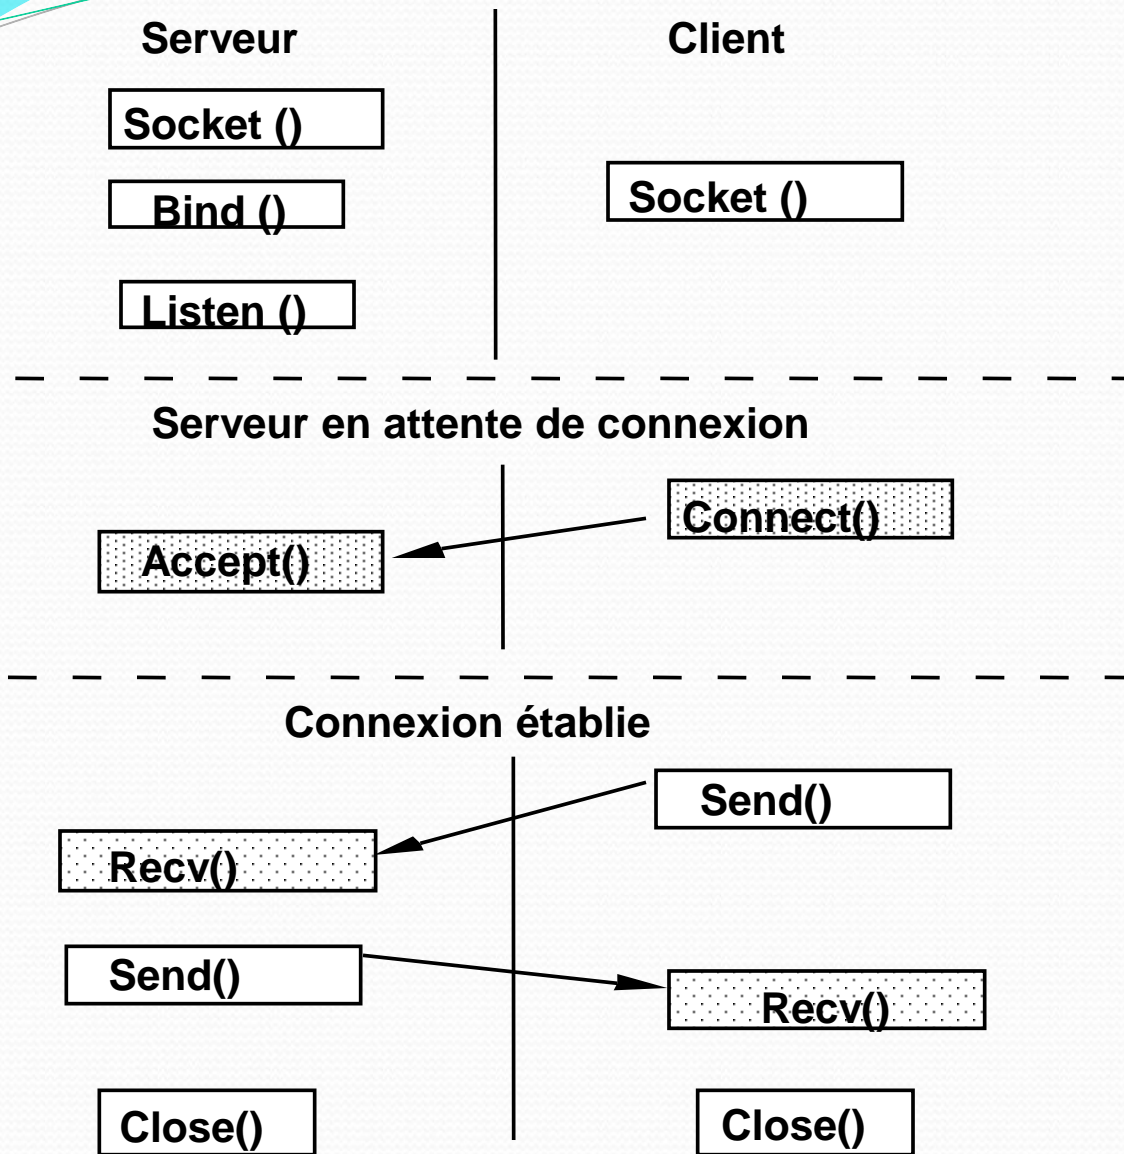 Serveur
Client
Socket ()
Bind ()
Socket ()
Listen ()
Serveur en attente de connexion
Connect()
Accept()
Connexion établie
Send()
Recv()
Send()
Recv()
Close()
Close()